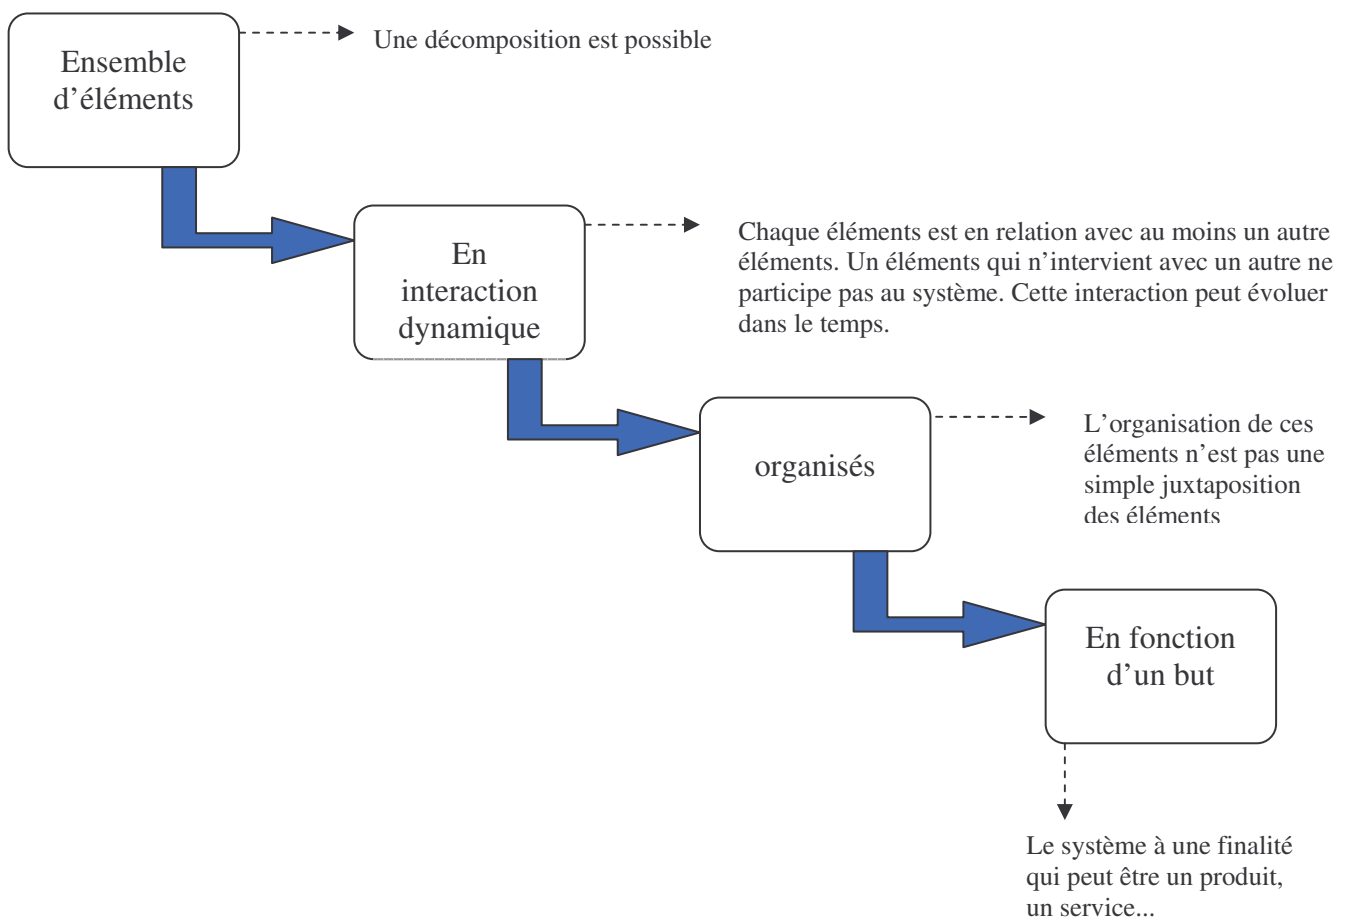 Ensemble
d’éléments
Une décomposition est possible
En
interaction
dynamique
Chaque éléments est en relation avec au moins un autre
éléments. Un éléments qui n’intervient avec un autre ne
participe pas au système. Cette interaction peut évoluer
dans le temps.
organisés
L’organisation de ces
éléments n’est pas une
simple juxtaposition
des éléments
En fonction
d’un but
Le système à une finalité
qui peut être un produit,
un service...